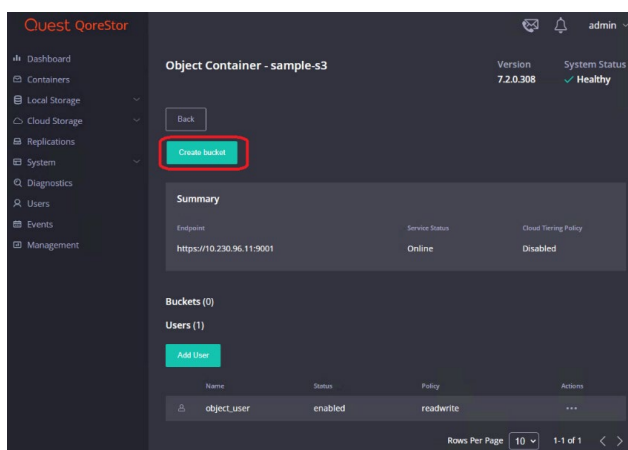 Quest QoreStor
admin
Dashboard
Containers
Local Storage
Cloud Storage
Replications
System
Diagnostics
Users
Events
Management
Object Container - sample-s3
Version
7.2.0.308
System Status
Healthy
Back
Create bucket
Summary
Endpoint Service Status Cloud Tiering Policy
https://10.230.96.11:9001 Online Disabled
Buckets (0)
Users (1)
Add User
Name Status Policy Actions
object_user enabled readwrite ...
Rows Per Page 10 1-1 of 1